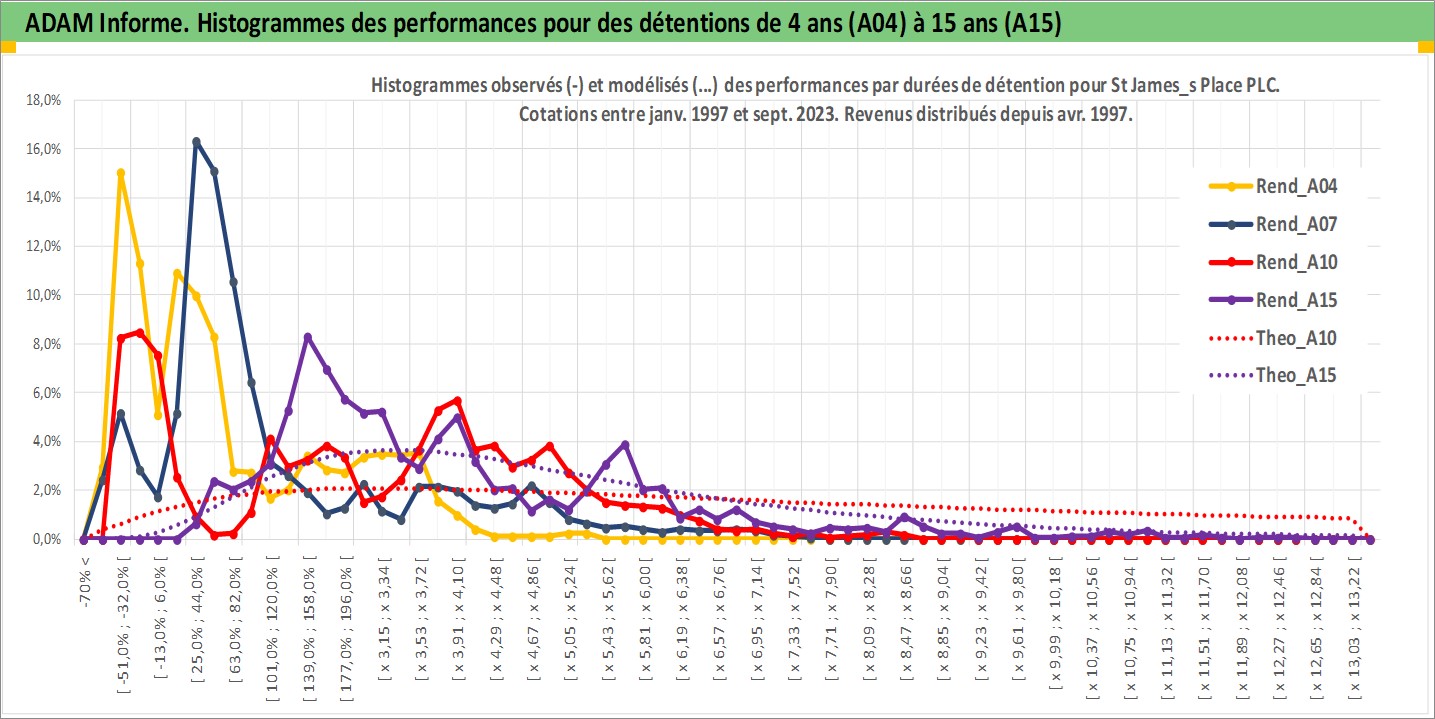 ADAM Informe. Histogrammes des performances pour des détentions de 4 ans (A04) à 15 ans (A15)
Histogrammes observés (-) et modélisés (...) des performances par durées de détention pour St James_s Place PLC.
Cotations entre janv. 1997 et sept. 2023. Revenus distribués depuis avr. 1997.
18,0%
16,0%
14,0%
12,0%
10,0%
8,0%
6,0%
4,0%
2,0%
0,0%
Rend_A04
Rend_A07
Rend_A10
Rend_A15
Theo_A10
Theo_A15
-70% <
[ -51,0% ; -32,0% [
[ -13,0% ; 6,0% [
[ 25,0% ; 44,0% [
[ 63,0% ; 82,0% [
[ 101,0% ; 120,0% [
[ 139,0% ; 158,0% [
[ 177,0% ; 196,0% [
[ x 3,15 ; x 3,34 [
[ x 3,53 ; x 3,72 [
[ x 3,91 ; x 4,10 [
[ x 4,29 ; x 4,48 [
[ x 4,67 ; x 4,86 [
[ x 5,05 ; x 5,24 [
[ x 5,43 ; x 5,62 [
[ x 5,81 ; x 6,00 [
[ x 6,19 ; x 6,38 [
[ x 6,57 ; x 6,76 [
[ x 6,95 ; x 7,14 [
[ x 7,33 ; x 7,52 [
[ x 7,71 ; x 7,90 [
[ x 8,09 ; x 8,28 [
[ x 8,47 ; x 8,66 [
[ x 8,85 ; x 9,04 [
[ x 9,23 ; x 9,42 [
[ x 9,61 ; x 9,80 [
[ x 9,99 ; x 10,18 [
[ x 10,37 ; x 10,56 [
[ x 10,75 ; x 10,94 [
[ x 11,13 ; x 11,32 [
[ x 11,51 ; x 11,70 [
[ x 11,89 ; x 12,08 [
[ x 12,27 ; x 12,46 [
[ x 12,65 ; x 12,84 [
[ x 13,03 ; x 13,22 [